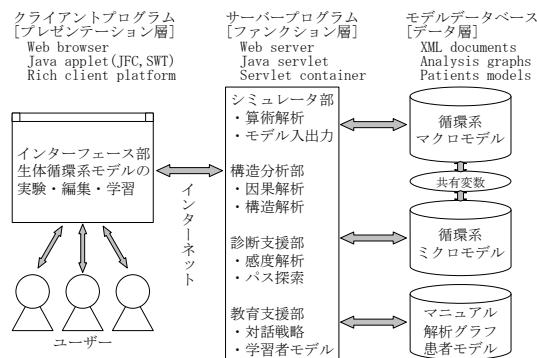 クライアントプログラム
[プレゼンテーション層]
Web browser
Java applet(JFC,SWT)
Rich client platform
サーバープログラム
[ファンクション層]
Web server
Java servlet
Servlet container
モデルデータベース
[データ層]
XML documents
Analysis graphs
Patients models
インターフェース部
生体循環系モデルの
実験・編集・学習
ユーザー
インターネット
シミュレータ部
・算術解析
・モデル入出力
構造分析部
・因果解析
・構造解析
診断支援部
・感度解析
・パス探索
教育支援部
・対話戦略
・学習者モデル
循環系
マクロモデル
共有変数
循環系
ミクロモデル
マニュアル
解析グラフ
患者モデル